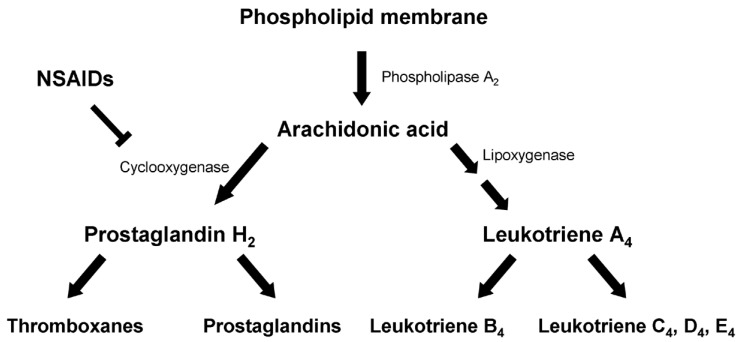 Phospholipid membrane
Phospholipase A₂
NSAIDs
Arachidonic acid
Cyclooxygenase
Lipoxygenase
Prostaglandin H₂
Leukotriene A₄
Thromboxanes
Prostaglandins
Leukotriene B₄
Leukotriene C₄, D₄, E₄